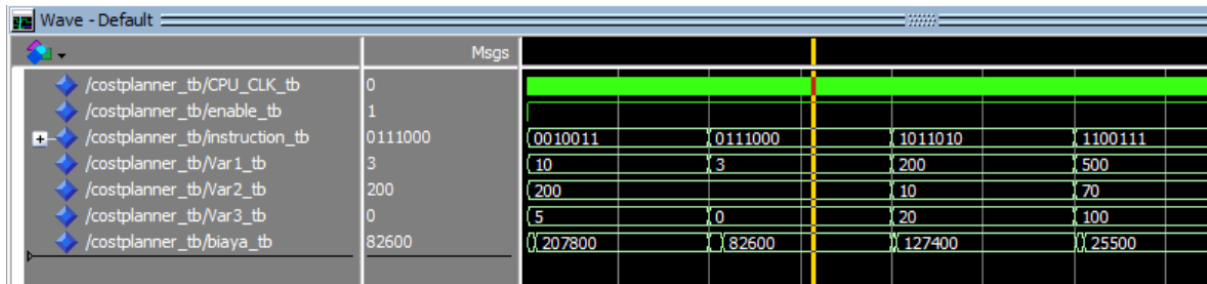 Wave - Default
Msgs
/costplanner_tb/CPU_CLK_tb 0
/costplanner_tb/enable_tb 1
/costplanner_tb/instruction_tb 0111000 0010011 0111000 1011010 1100111
/costplanner_tb/Var1_tb 3 10 3 200 500
/costplanner_tb/Var2_tb 200 200 10 70
/costplanner_tb/Var3_tb 0 5 0 20 100
/costplanner_tb/biaya_tb 82600 207800 82600 127400 25500